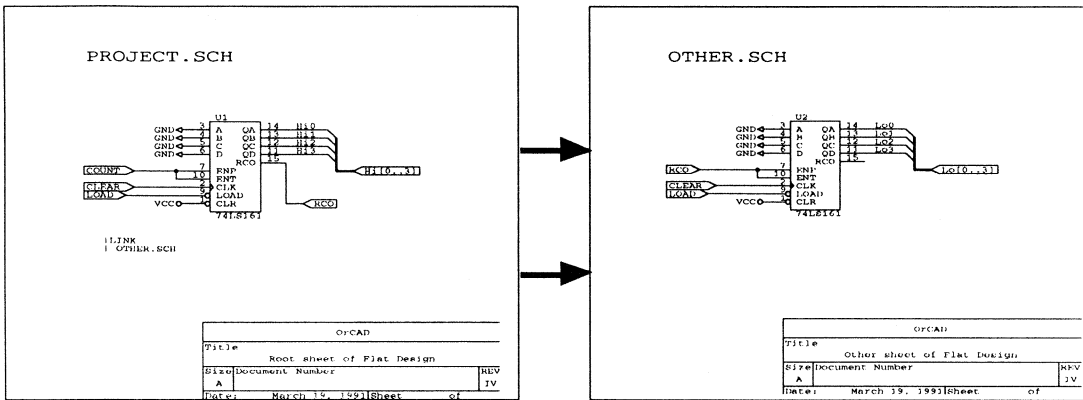 PROJECT.SCH
U1
GND 3 A QA 14 Hi0
GND 4 B QB 13 Hi1
GND 5 C QC 12 Hi2
GND 6 D QD 11 Hi3
RCO 15
COUNT 7 ENP Hi[0..3]
10 ENT
CLEAR 2 CLK
LOAD 9 LOAD RCO
VCC 1 CLR
74LS161
|LINK
| OTHER.SCH
OrCAD
Title
Root sheet of Flat Design
Size Document Number REV
A IV
Date: March 19, 1991 Sheet of
OTHER.SCH
U2
GND 3 A QA 14 Lo0
GND 4 B QB 13 Lo1
GND 5 C QC 12 Lo2
GND 6 D QD 11 Lo3
RCO 15
RCO 7 ENP Lo[0..3]
10 ENT
CLEAR 2 CLK
LOAD 9 LOAD
VCC 1 CLR
74LS161
OrCAD
Title
Other sheet of Flat Design
Size Document Number REV
A IV
Date: March 19, 1991 Sheet of